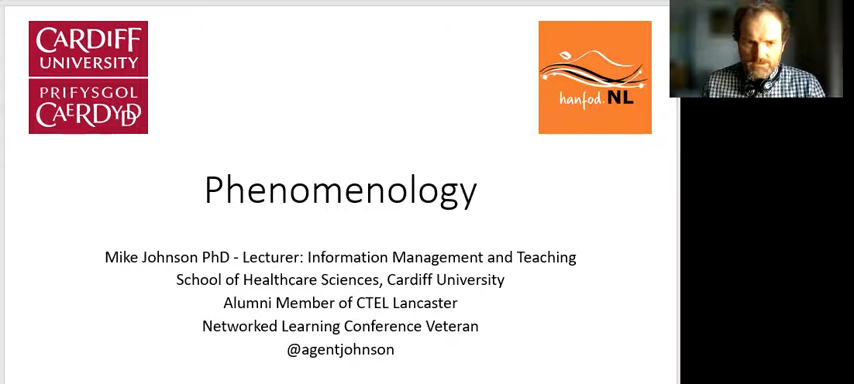 CARDIFF
UNIVERSITY
PRIFYSGOL
CAERDYDD
hanfod.NL
Phenomenology
Mike Johnson PhD - Lecturer: Information Management and Teaching
School of Healthcare Sciences, Cardiff University
Alumni Member of CTEL Lancaster
Networked Learning Conference Veteran
@agentjohnson